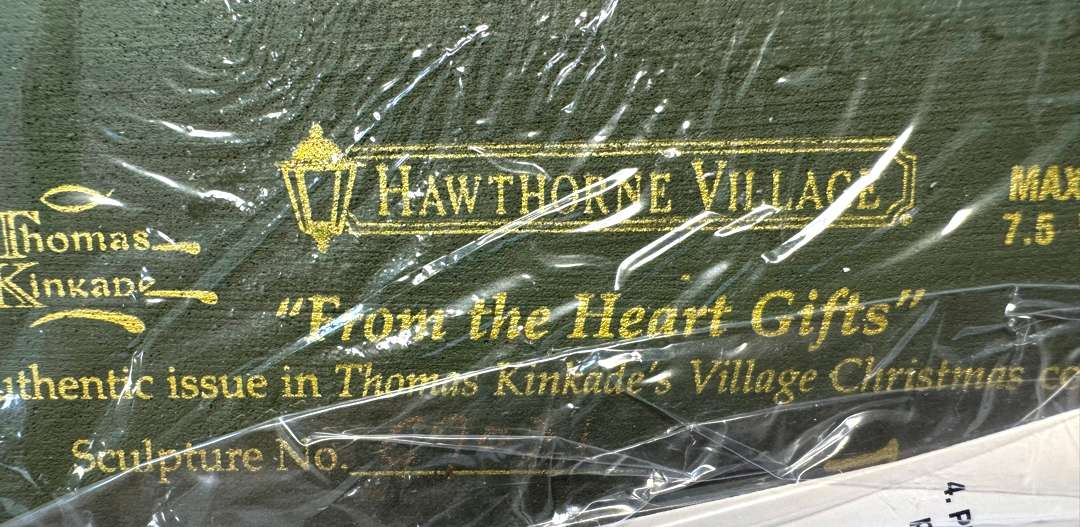 HAWTHORNE VILLAGE
MAX
7.5
Thomas
Kinkade
"From the Heart Gifts"
uthentic issue in Thomas Kinkade's Village Christmas co
Sculpture No.
4. P